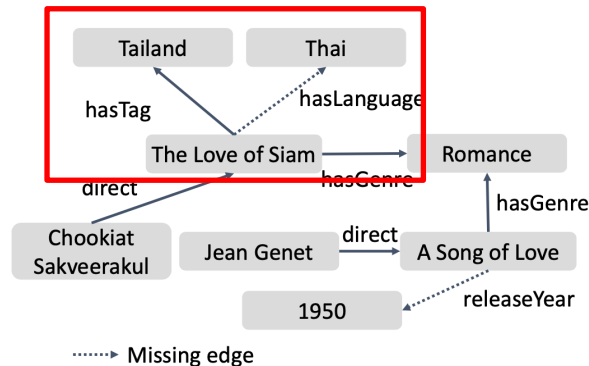 Tailand
Thai
hasTag
hasLanguage
The Love of Siam
Romance
direct
hasGenre
hasGenre
Chookiat
Sakveerakul
Jean Genet
direct
A Song of Love
1950
releaseYear
Missing edge